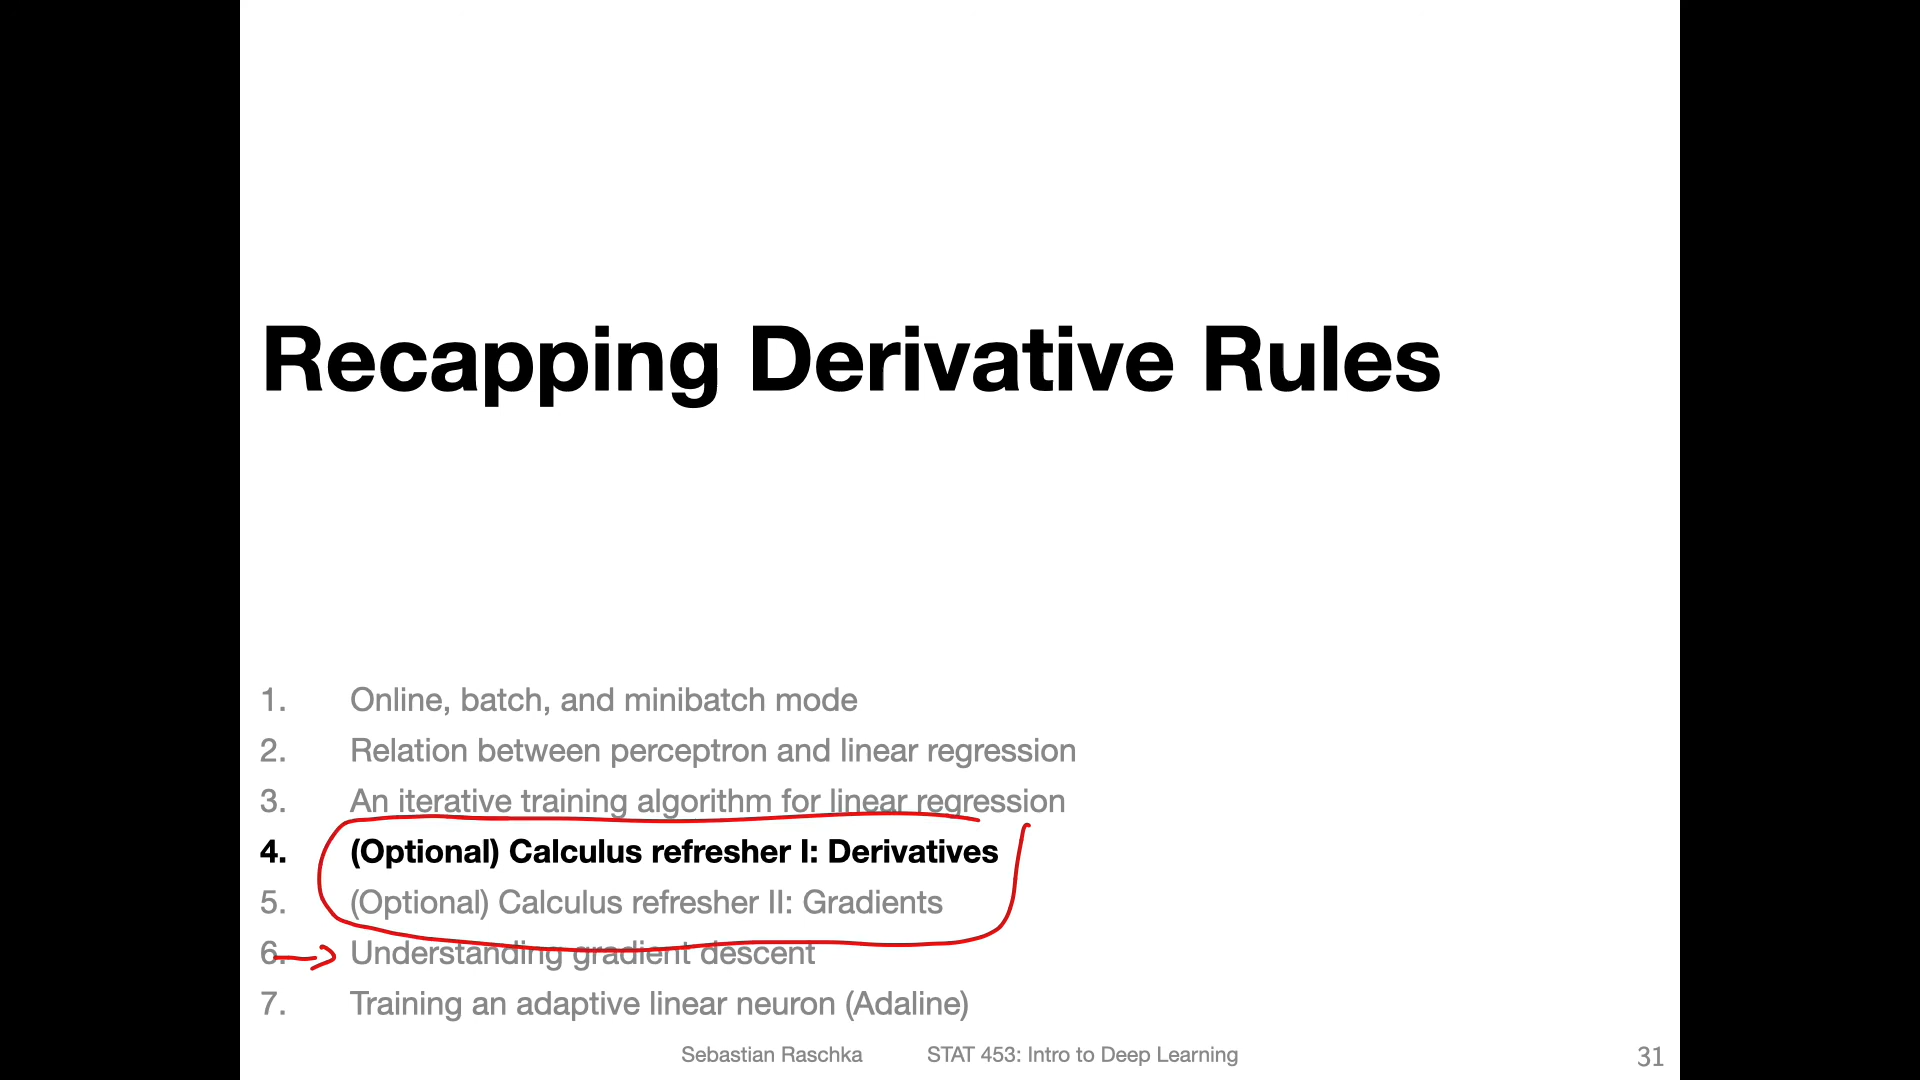 Recapping Derivative Rules
1. Online, batch, and minibatch mode
2. Relation between perceptron and linear regression
3. An iterative training algorithm for linear regression
4. (Optional) Calculus refresher I: Derivatives
5. (Optional) Calculus refresher II: Gradients
6. Understanding gradient descent
7. Training an adaptive linear neuron (Adaline)
Sebastian Raschka STAT 453: Intro to Deep Learning 31